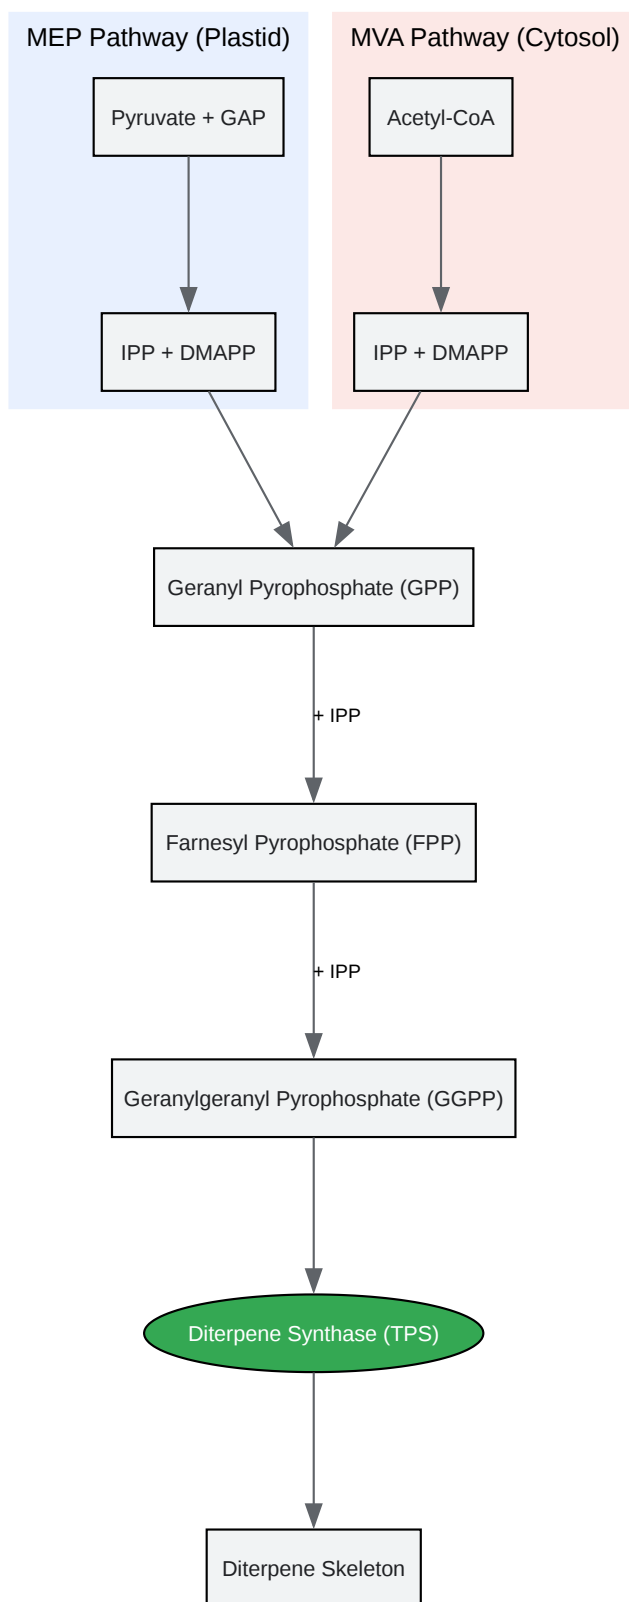 MEP Pathway (Plastid)
MVA Pathway (Cytosol)
Pyruvate + GAP
Acetyl-CoA
IPP + DMAPP
IPP + DMAPP
Geranyl Pyrophosphate (GPP)
+ IPP
Farnesyl Pyrophosphate (FPP)
+ IPP
Geranylgeranyl Pyrophosphate (GGPP)
Diterpene Synthase (TPS)
Diterpene Skeleton